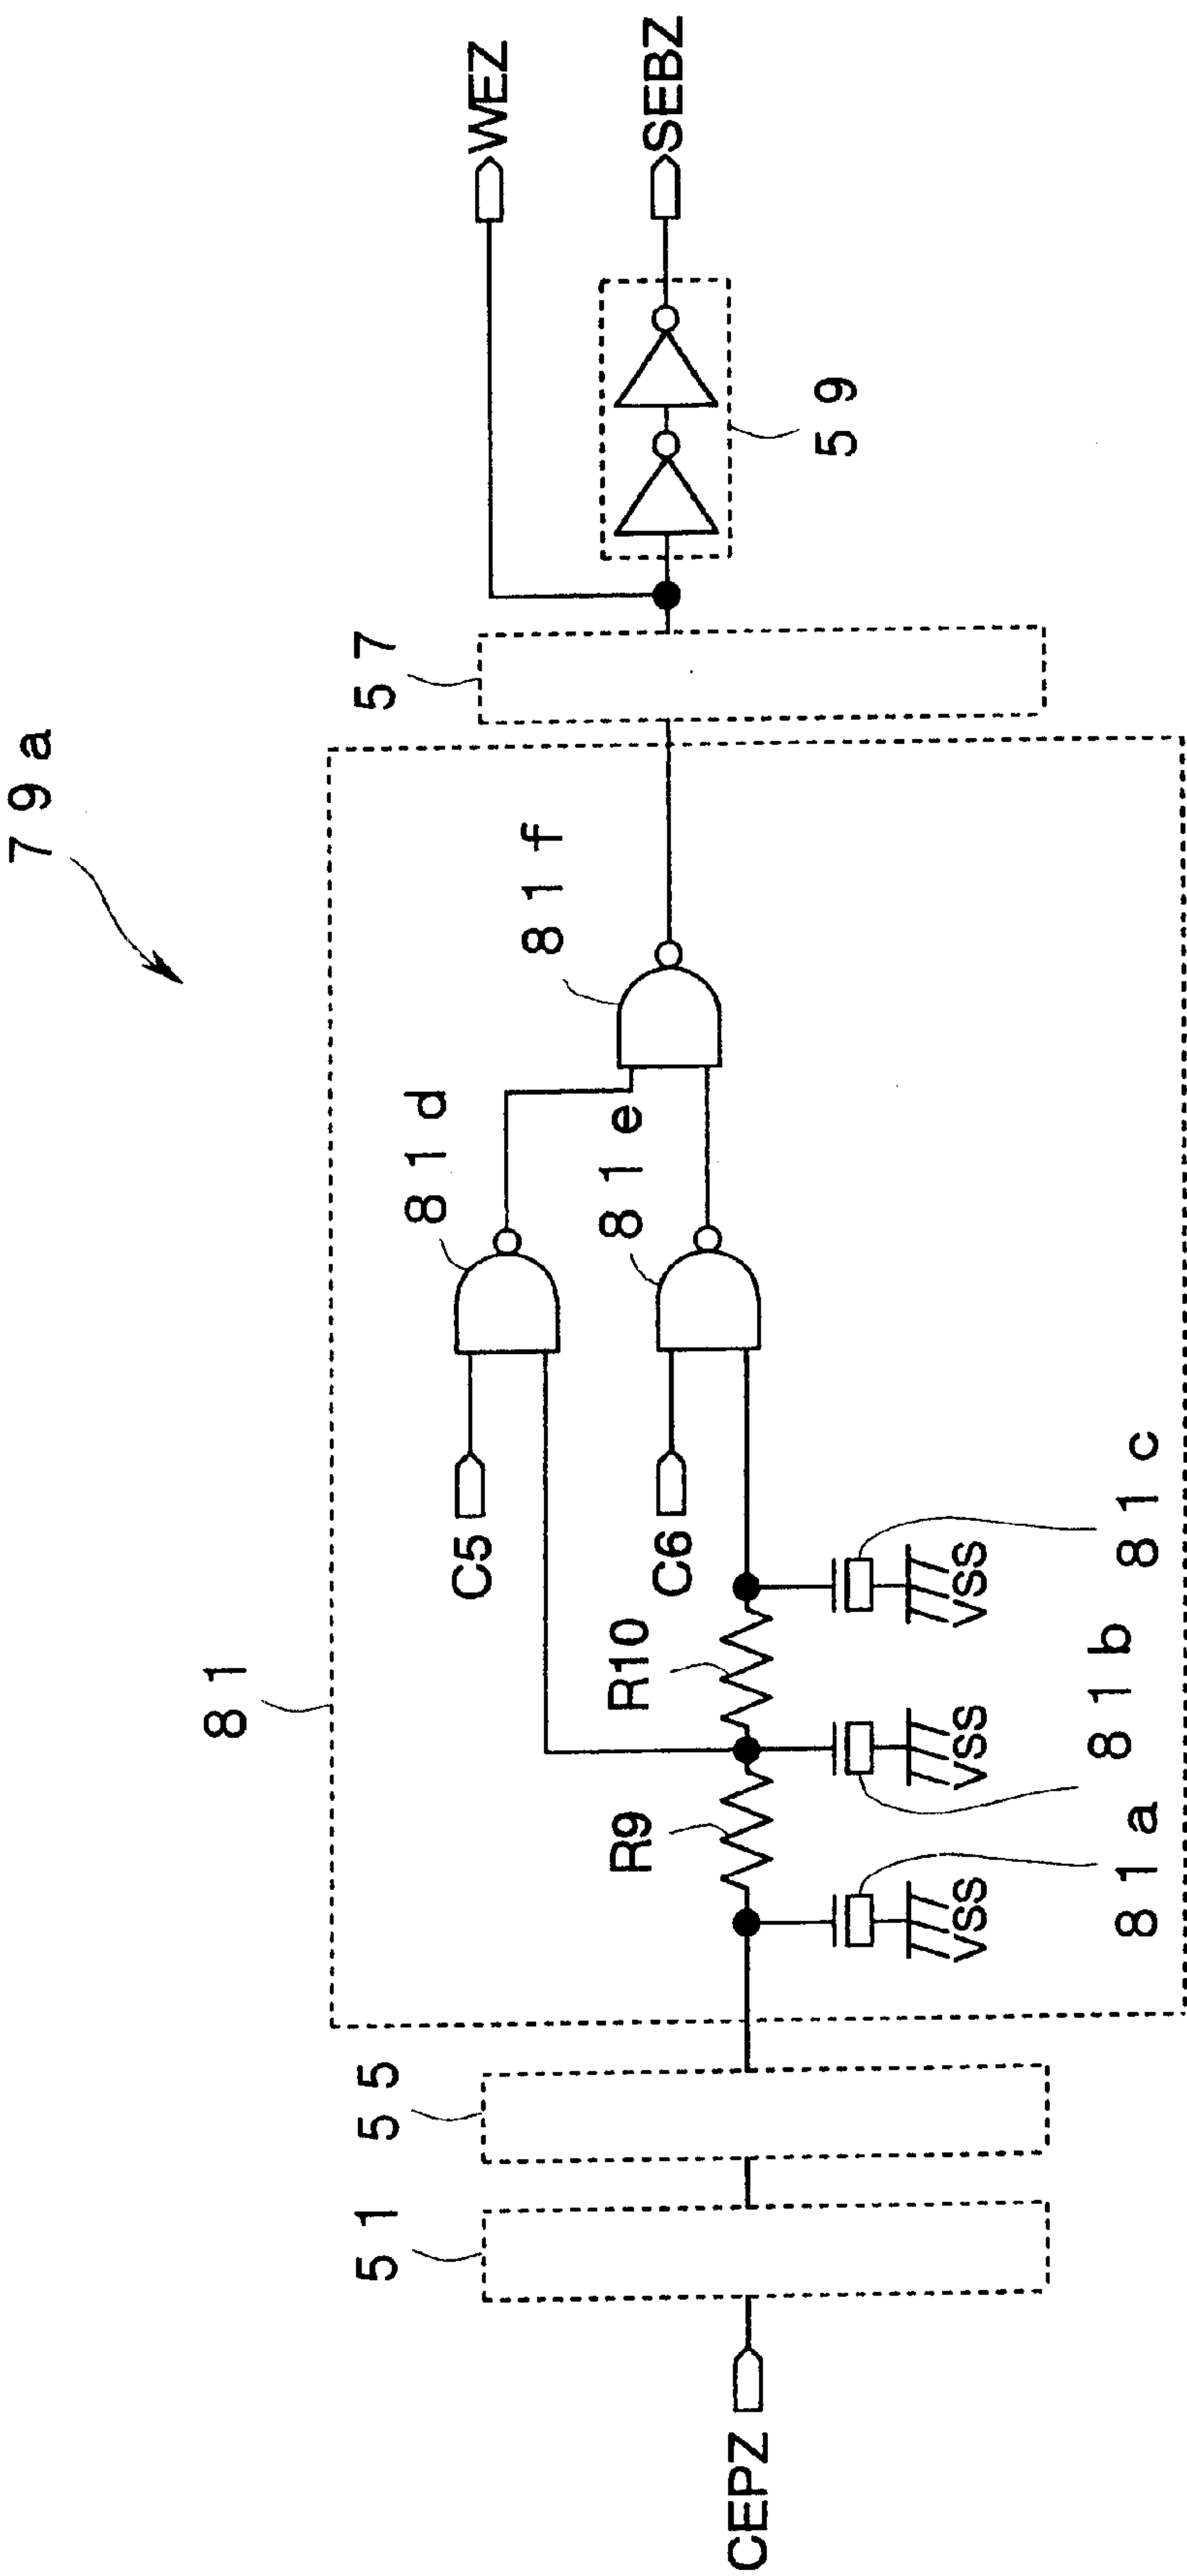 79a
81
51
55
57
59
CEPZ
R9
R10
C5
C6
81a
81b
81c
81d
81e
81f
VSS
VSS
VSS
WEZ
SEBZ